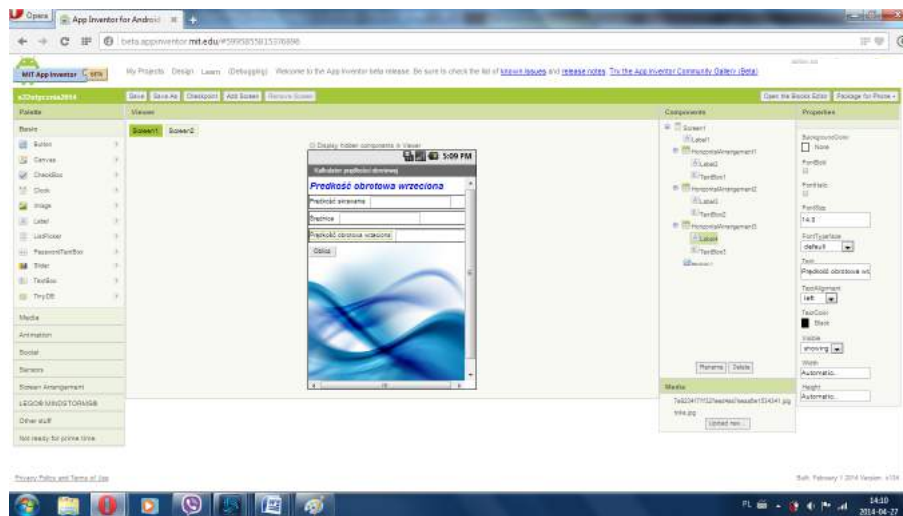 Opera
App Inventor for Android
beta.appinventor.mit.edu/
MIT App Inventor
BETA
My Projects Design Learn (Debugging) Welcome to the App Inventor beta release. Be sure to check the list of known issues and release notes. Try the App Inventor Community Gallery (Beta)
Save Save As Checkpoint Add Screen Remove Screen
Open the Blocks Editor Package for Phone
Palette
Viewer
Components
Properties
Basic
Button
Canvas
CheckBox
Clock
Image
Label
ListPicker
PasswordTextBox
Slider
TextBox
TinyDB
Media
Animation
Social
Sensors
Screen Arrangement
LEGO® MINDSTORMS®
Other stuff
Not ready for prime time
Screen1 Screen2
Display hidden components in Viewer
5:09 PM
Kalkulator prędkości obrotowej
Prędkość obrotowa wrzeciona
Prędkość skrawania
Średnica
Prędkość obrotowa wrzeciona
Oblicz
Screen1
Label1
HorizontalArrangement1
Label2
TextBox1
HorizontalArrangement2
Label3
TextBox2
HorizontalArrangement3
Label4
TextBox3
Rename Delete
Media
Upload new ...
BackgroundColor
None
FontBold
FontItalic
FontSize
14.0
FontTypeface
default
Text
Prędkość obrotowa wrz
TextAlignment
left
TextColor
Black
Visible
showing
Width
Automatic...
Height
Automatic...
Privacy Policy and Terms of Use
Built: February 7 2014 Version: v134
PL
14:10
2014-04-27